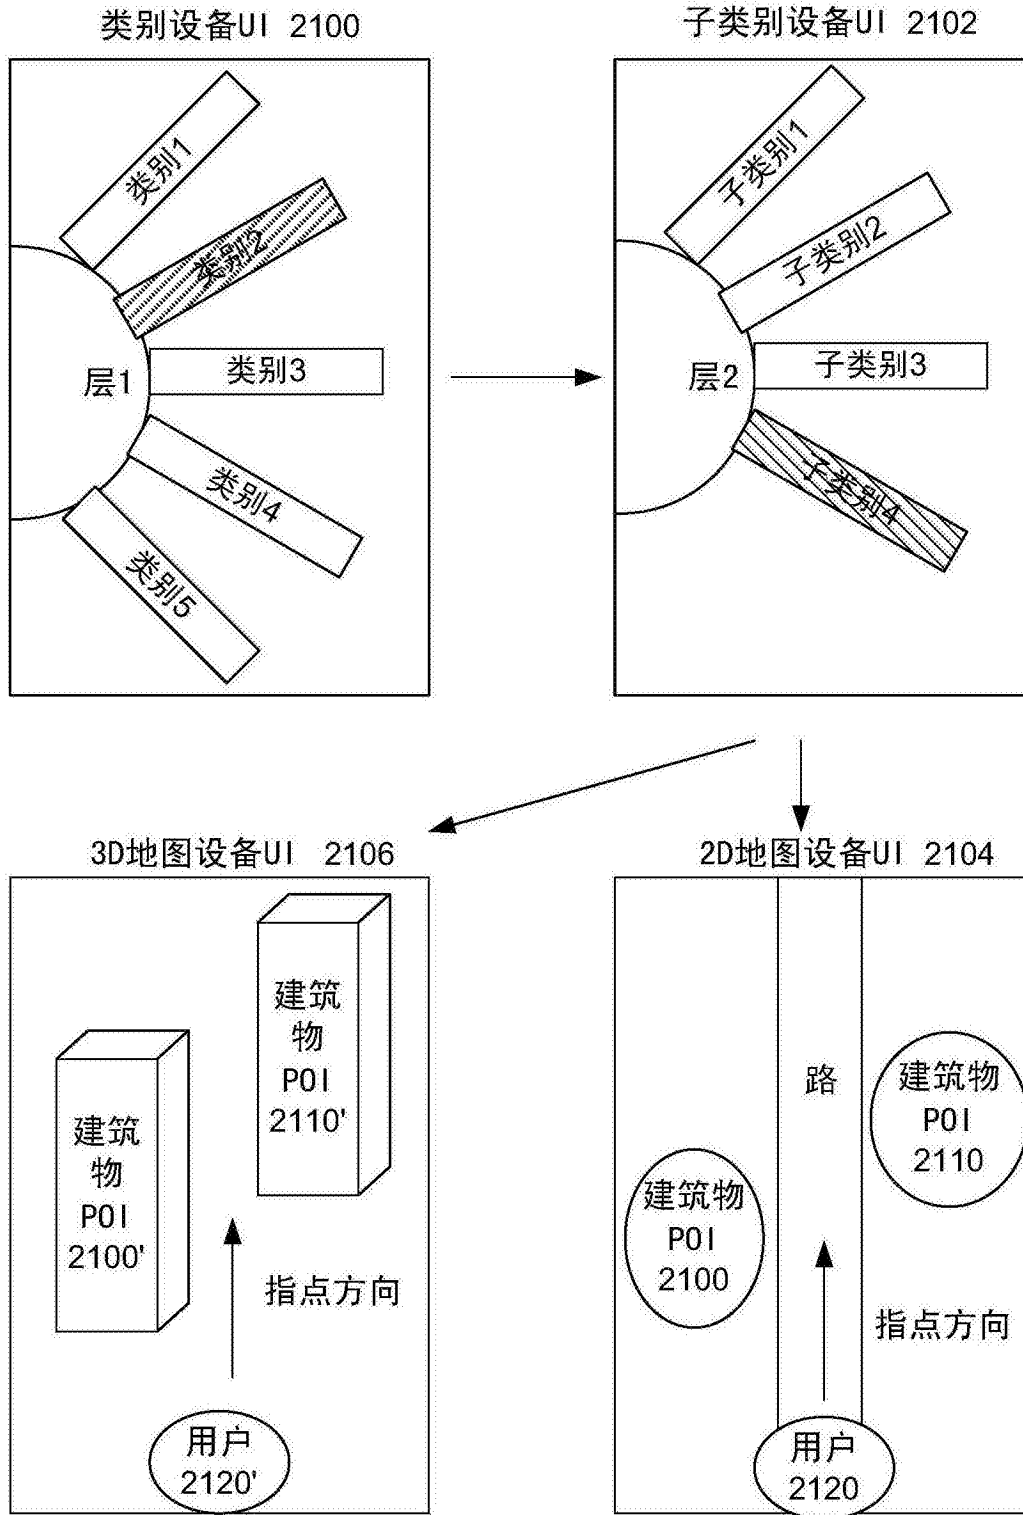 类别设备UI 2100
类别1
类别2
类别3
类别4
类别5
层1
子类别设备UI 2102
子类别1
子类别2
子类别3
子类别4
层2
3D地图设备UI 2106
建筑
物
POI
2110'
建筑
物
POI
2100'
指点方向
用户
2120'
2D地图设备UI 2104
路
建筑物
POI
2110
建筑物
POI
2100
指点方向
用户
2120